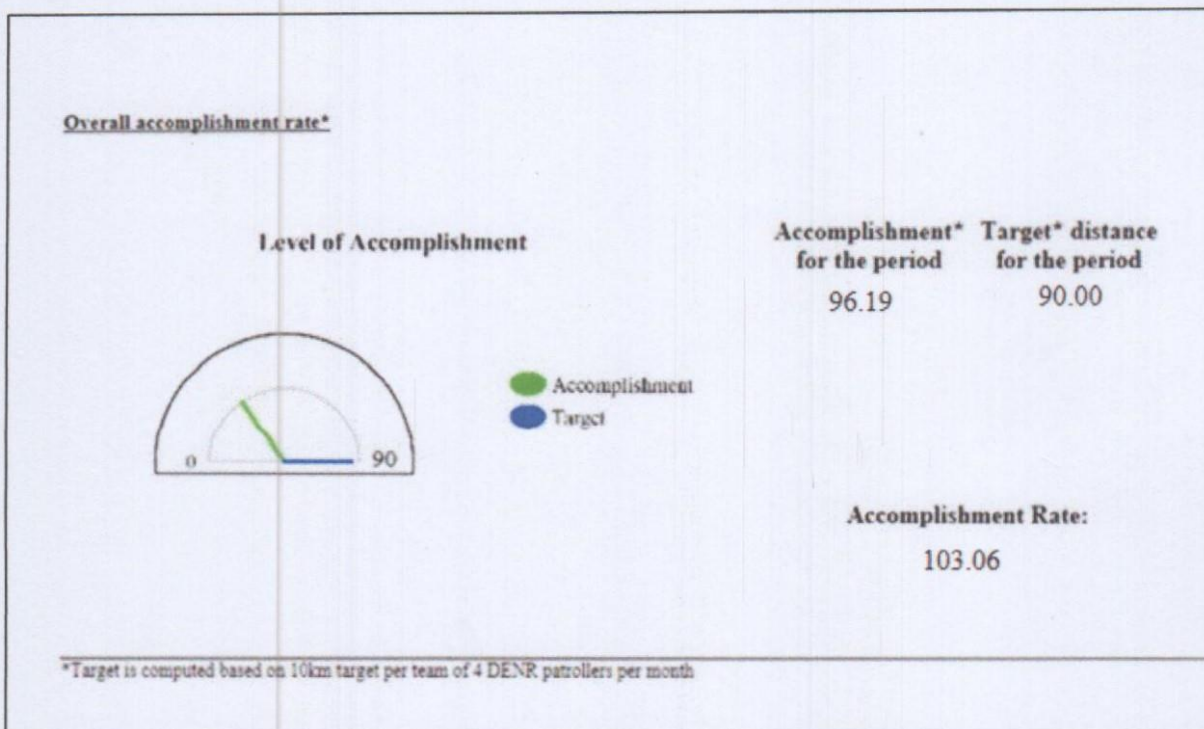 Overall accomplishment rate*
Level of Accomplishment
Accomplishment* Target* distance
for the period for the period
96.19 90.00
0 90
Accomplishment
Target
Accomplishment Rate:
103.06
*Target is computed based on 10km target per team of 4 DENR patrollers per month